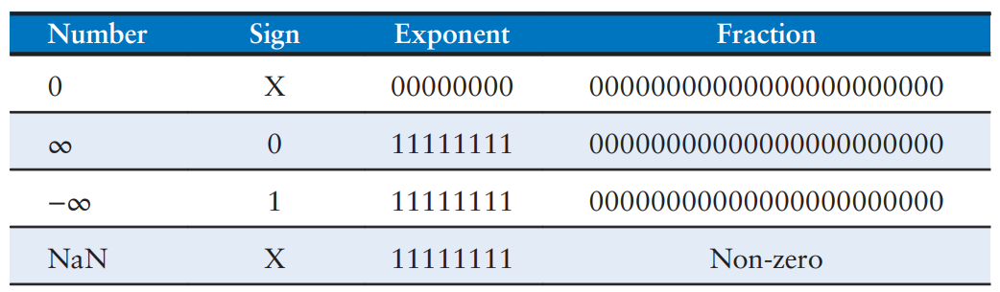 Number Sign Exponent Fraction
0 X 00000000 00000000000000000000000
∞ 0 11111111 00000000000000000000000
−∞ 1 11111111 00000000000000000000000
NaN X 11111111 Non-zero